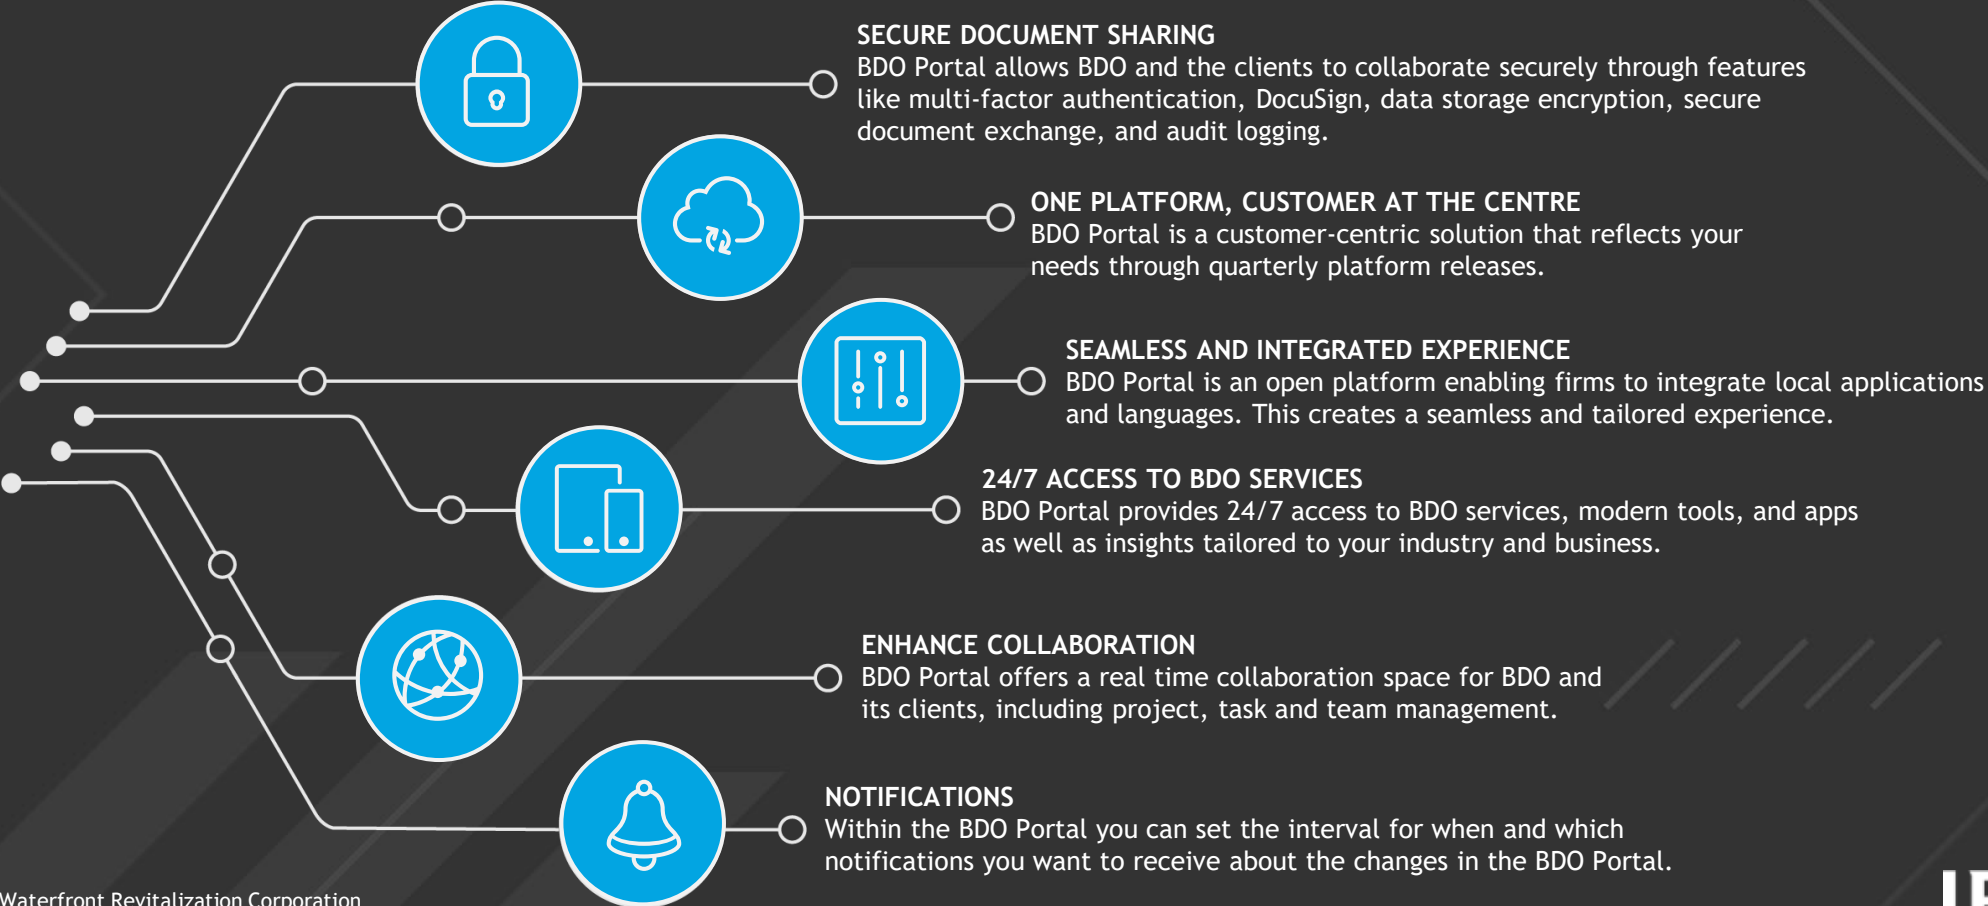 SECURE DOCUMENT SHARING
BDO Portal allows BDO and the clients to collaborate securely through features
like multi-factor authentication, DocuSign, data storage encryption, secure
document exchange, and audit logging.
ONE PLATFORM, CUSTOMER AT THE CENTRE
BDO Portal is a customer-centric solution that reflects your
needs through quarterly platform releases.
SEAMLESS AND INTEGRATED EXPERIENCE
BDO Portal is an open platform enabling firms to integrate local applications
and languages. This creates a seamless and tailored experience.
24/7 ACCESS TO BDO SERVICES
BDO Portal provides 24/7 access to BDO services, modern tools, and apps
as well as insights tailored to your industry and business.
ENHANCE COLLABORATION
BDO Portal offers a real time collaboration space for BDO and
its clients, including project, task and team management.
NOTIFICATIONS
Within the BDO Portal you can set the interval for when and which
notifications you want to receive about the changes in the BDO Portal.
Waterfront Revitalization Corporation